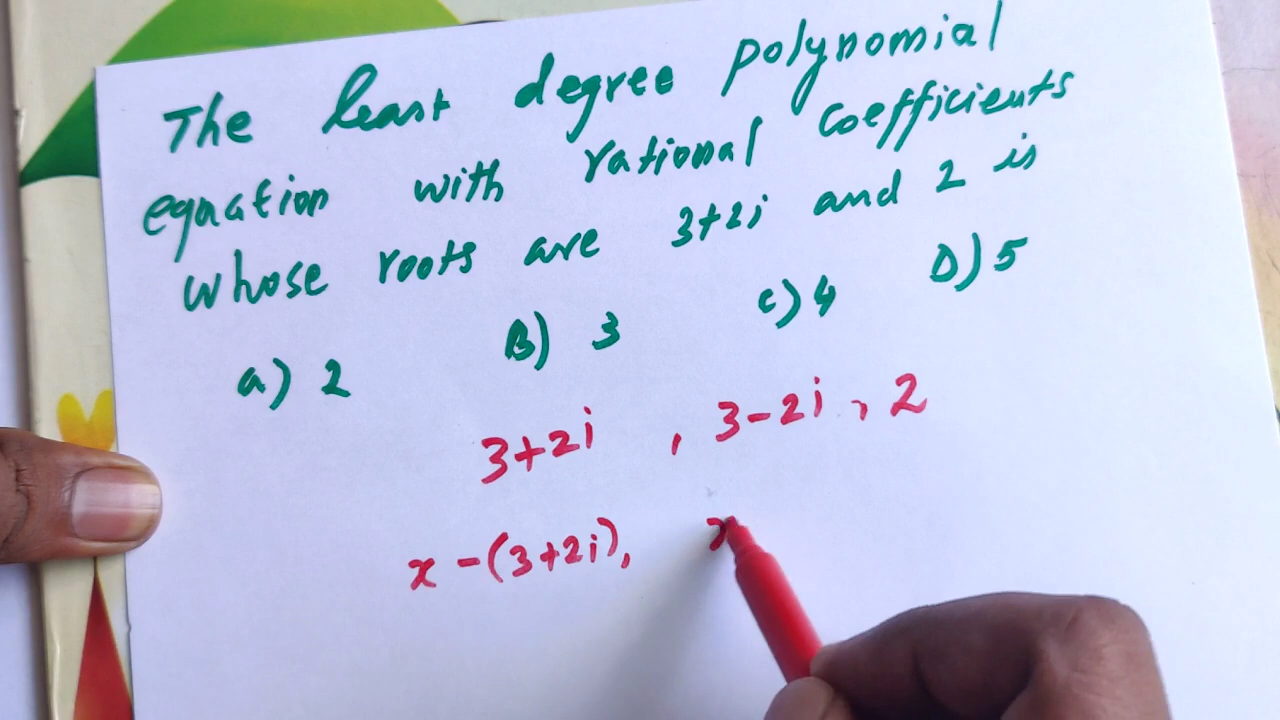 The least degree polynomial
equation with rational coefficients
whose roots are 3+2i and 2 is
a) 2 B) 3 c) 4 D) 5
3+2i , 3-2i , 2
x -(3+2i), x